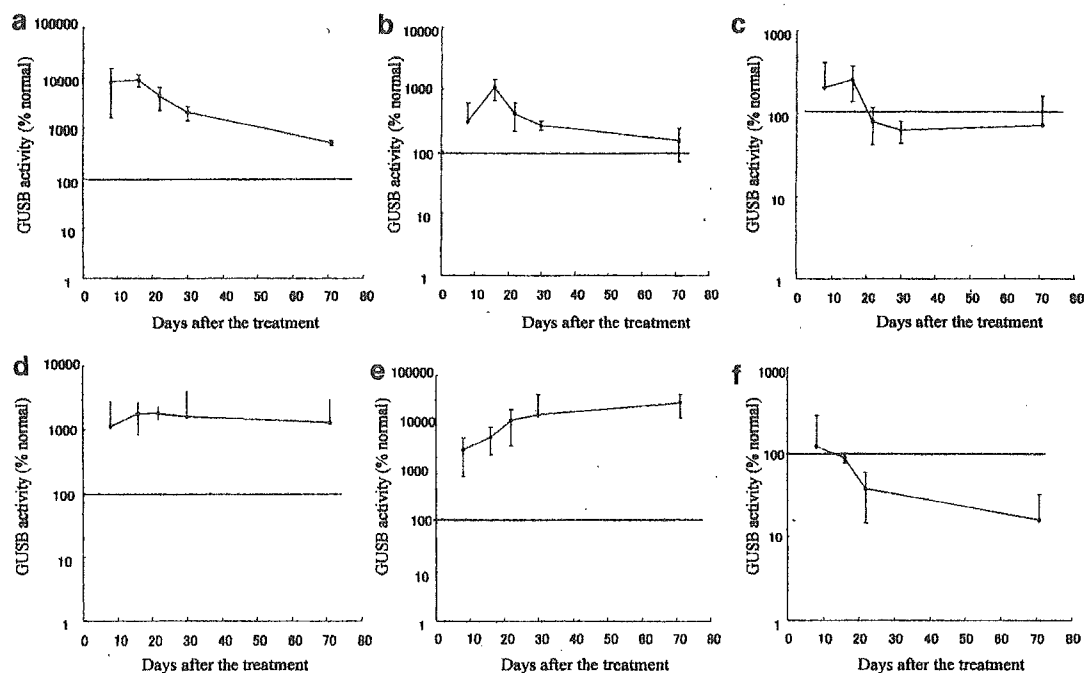 a
100000
10000
1000
100
10
1
GUSB activity (% normal)
0 10 20 30 40 50 60 70 80
Days after the treatment
b
10000
1000
100
10
1
GUSB activity (% normal)
0 10 20 30 40 50 60 70 80
Days after the treatment
c
1000
100
10
1
GUSB activity (% normal)
0 10 20 30 40 50 60 70 80
Days after the treatment
d
10000
1000
100
10
1
GUSB activity (% normal)
0 10 20 30 40 50 60 70 80
Days after the treatment
e
100000
10000
1000
100
10
1
GUSB activity (% normal)
0 10 20 30 40 50 60 70 80
Days after the treatment
f
1000
100
10
1
GUSB activity (% normal)
0 10 20 30 40 50 60 70 80
Days after the treatment